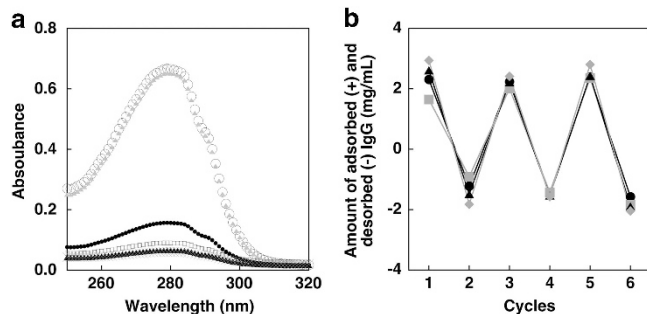 a
0.8
0.6
0.4
0.2
0.0
Absoubance
260
280
300
320
Wavelength (nm)
b
4
2
0
-2
-4
Amount of adsorbed (+) and
desorbed (-) IgG (mg/mL)
1
2
3
4
5
6
Cycles